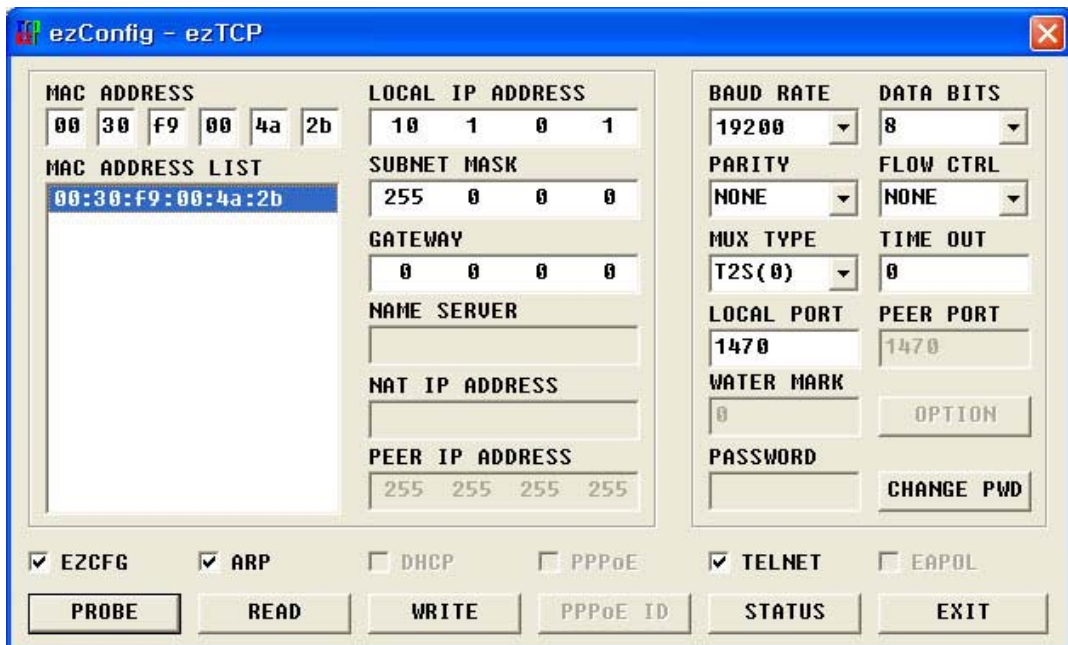 ezConfig - ezTCP
MAC ADDRESS
00 30 f9 00 4a 2b
MAC ADDRESS LIST
00:30:f9:00:4a:2b
LOCAL IP ADDRESS
10 1 0 1
SUBNET MASK
255 0 0 0
GATEWAY
0 0 0 0
NAME SERVER
NAT IP ADDRESS
PEER IP ADDRESS
255 255 255 255
BAUD RATE DATA BITS
19200 8
PARITY FLOW CTRL
NONE NONE
MUX TYPE TIME OUT
T2S(0) 0
LOCAL PORT PEER PORT
1470 1470
WATER MARK
0 OPTION
PASSWORD
CHANGE PWD
EZCFG ARP DHCP PPPoE TELNET EAPOL
PROBE READ WRITE PPPoE ID STATUS EXIT